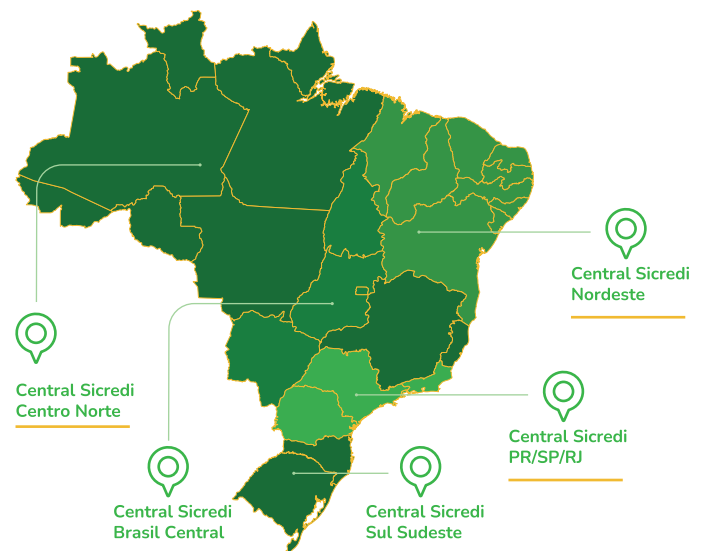 Central Sicredi
Nordeste
Central Sicredi
Centro Norte
Central Sicredi
PR/SP/RJ
Central Sicredi
Brasil Central
Central Sicredi
Sul Sudeste